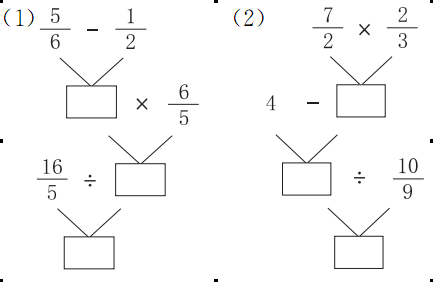 (1) 5/6 − 1/2
□ × 6/5
16/5 ÷ □
□
(2) 7/2 × 2/3
4 − □
□ ÷ 10/9
□